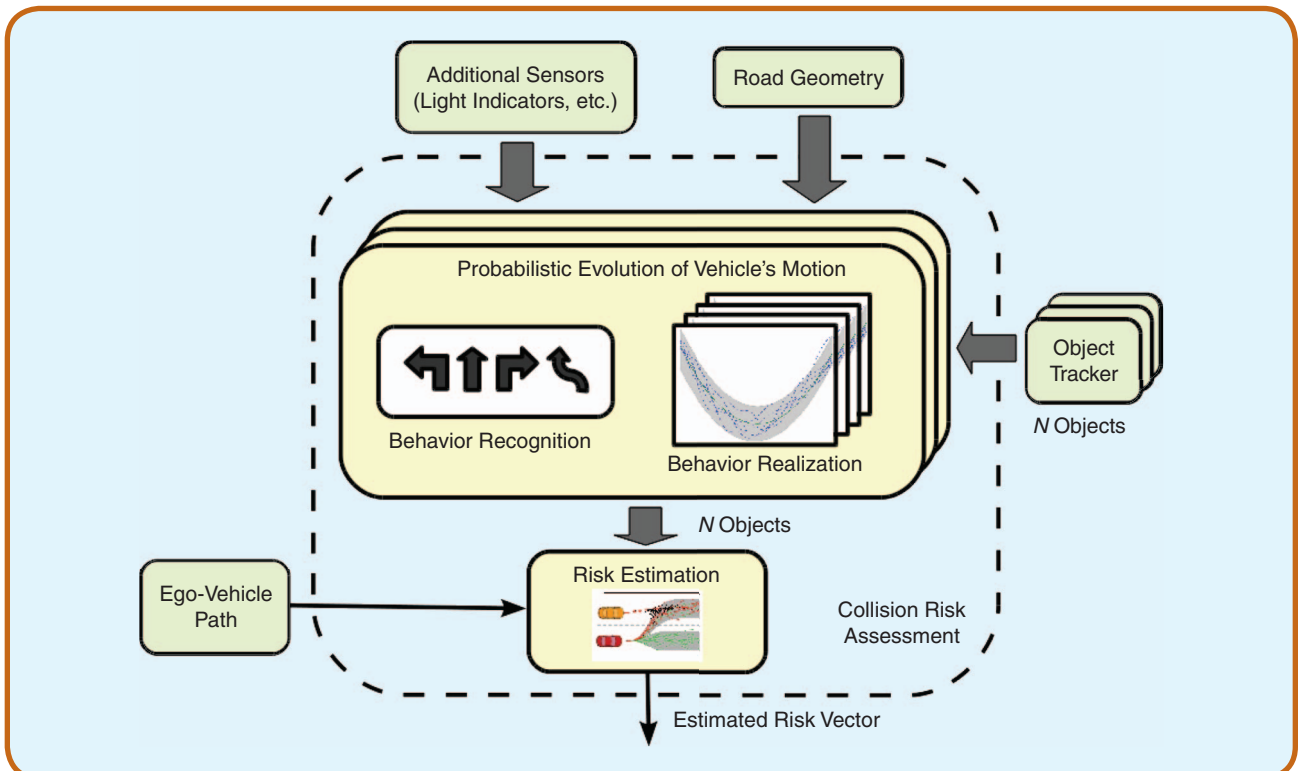 Additional Sensors
(Light Indicators, etc.)
Road Geometry
Probabilistic Evolution of Vehicle's Motion
Behavior Recognition
Behavior Realization
Object
Tracker
N Objects
N Objects
Ego-Vehicle
Path
Risk Estimation
Collision Risk
Assessment
Estimated Risk Vector